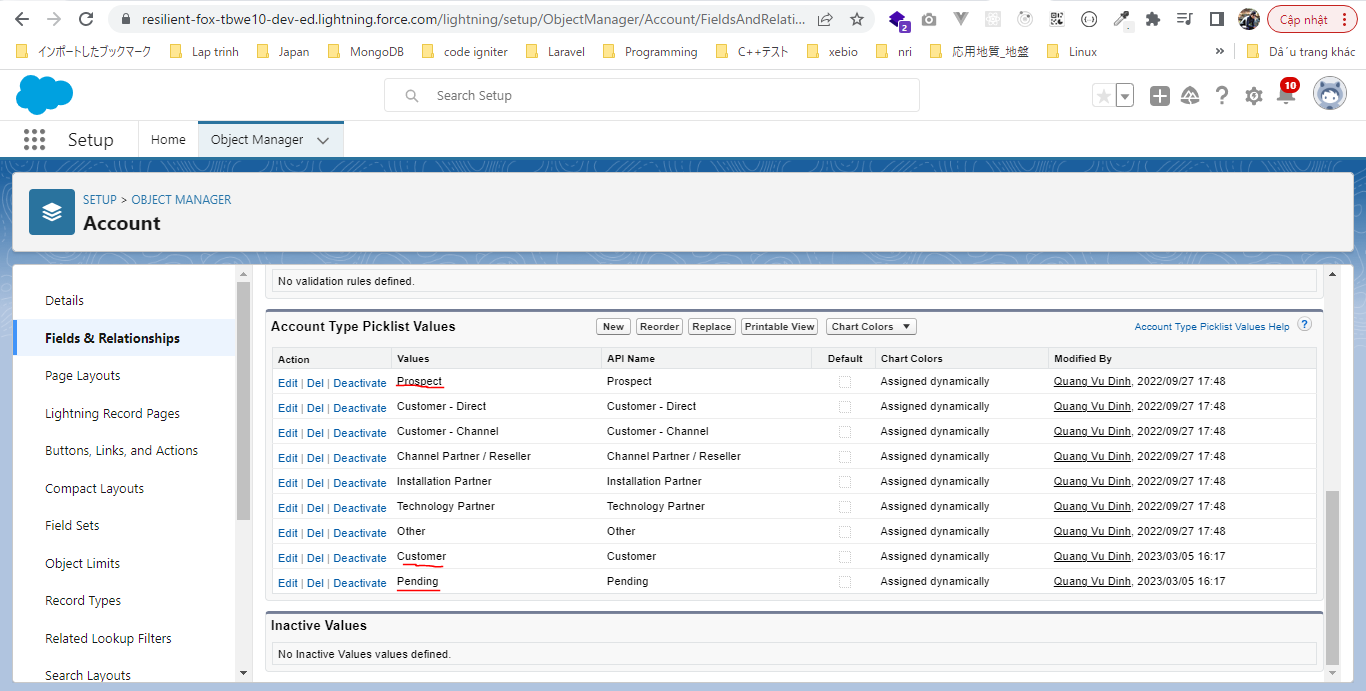 resilient-fox-tbwe10-dev-ed.lightning.force.com/lightning/setup/ObjectManager/Account/FieldsAndRelati...
2
Cập nhật
インポートしたブックマーク Lap trinh Japan MongoDB code igniter Laravel Programming C++テスト xebio nri 応用地質_地盤 Linux » Dấu trang khác
Search Setup
10
Setup Home Object Manager
SETUP > OBJECT MANAGER
Account
Details
Fields & Relationships
Page Layouts
Lightning Record Pages
Buttons, Links, and Actions
Compact Layouts
Field Sets
Object Limits
Record Types
Related Lookup Filters
Search Layouts
No validation rules defined.
Account Type Picklist Values New Reorder Replace Printable View Chart Colors ▼ Account Type Picklist Values Help ?
Action Values API Name Default Chart Colors Modified By
Edit | Del | Deactivate Prospect Prospect Assigned dynamically Quang Vu Dinh, 2022/09/27 17:48
Edit | Del | Deactivate Customer - Direct Customer - Direct Assigned dynamically Quang Vu Dinh, 2022/09/27 17:48
Edit | Del | Deactivate Customer - Channel Customer - Channel Assigned dynamically Quang Vu Dinh, 2022/09/27 17:48
Edit | Del | Deactivate Channel Partner / Reseller Channel Partner / Reseller Assigned dynamically Quang Vu Dinh, 2022/09/27 17:48
Edit | Del | Deactivate Installation Partner Installation Partner Assigned dynamically Quang Vu Dinh, 2022/09/27 17:48
Edit | Del | Deactivate Technology Partner Technology Partner Assigned dynamically Quang Vu Dinh, 2022/09/27 17:48
Edit | Del | Deactivate Other Other Assigned dynamically Quang Vu Dinh, 2022/09/27 17:48
Edit | Del | Deactivate Customer Customer Assigned dynamically Quang Vu Dinh, 2023/03/05 16:17
Edit | Del | Deactivate Pending Pending Assigned dynamically Quang Vu Dinh, 2023/03/05 16:17
Inactive Values
No Inactive Values values defined.